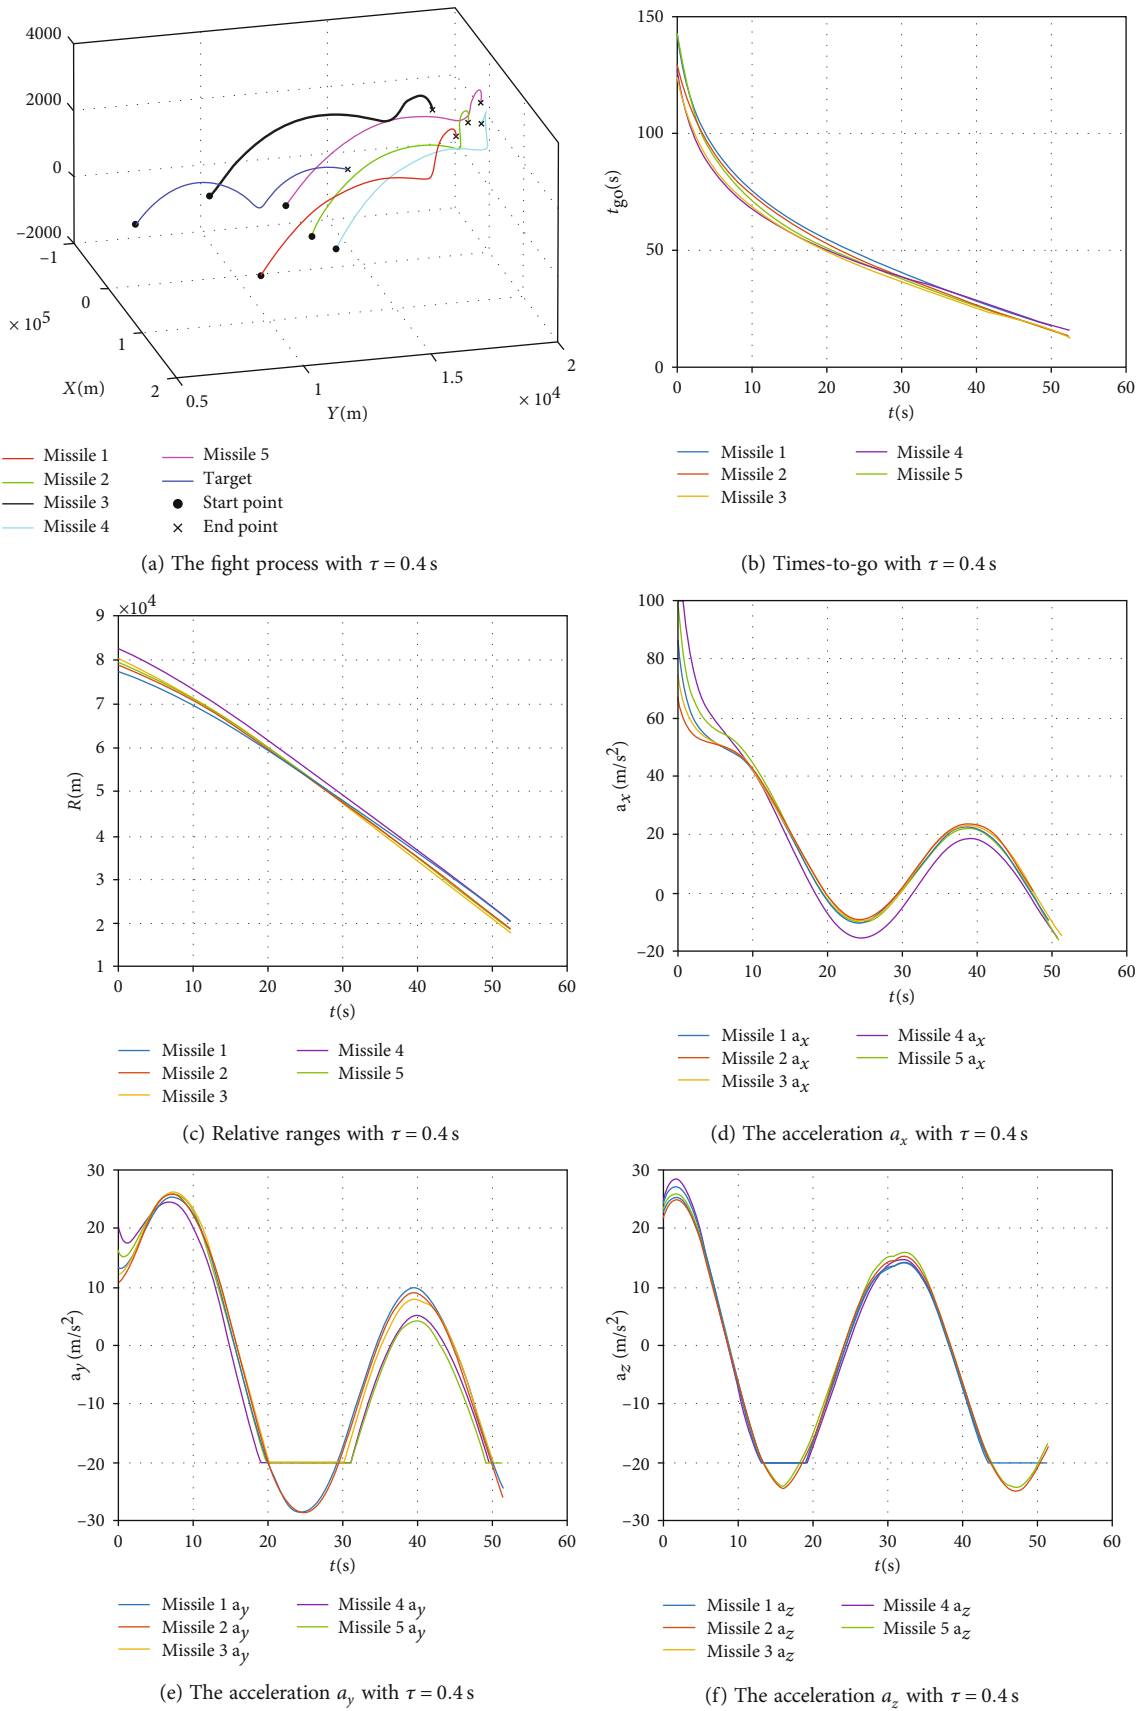 4000
2000
0
−2000
−1
0
1
2
× 10⁵
X(m)
0.5
1
1.5
2
× 10⁴
Y(m)
Missile 1
Missile 2
Missile 3
Missile 4
Missile 5
Target
Start point
End point
(a) The fight process with τ = 0.4 s
150
100
50
0
t_go(s)
0 10 20 30 40 50 60
t(s)
Missile 1
Missile 2
Missile 3
Missile 4
Missile 5
(b) Times-to-go with τ = 0.4 s
×10⁴
9
8
7
6
5
4
3
2
1
R(m)
0 10 20 30 40 50 60
t(s)
Missile 1
Missile 2
Missile 3
Missile 4
Missile 5
(c) Relative ranges with τ = 0.4 s
100
80
60
40
20
0
−20
a_x (m/s²)
0 10 20 30 40 50 60
t(s)
Missile 1 a_x
Missile 2 a_x
Missile 3 a_x
Missile 4 a_x
Missile 5 a_x
(d) The acceleration a_x with τ = 0.4 s
30
20
10
0
−10
−20
−30
a_y (m/s²)
0 10 20 30 40 50 60
t(s)
Missile 1 a_y
Missile 2 a_y
Missile 3 a_y
Missile 4 a_y
Missile 5 a_y
(e) The acceleration a_y with τ = 0.4 s
30
20
10
0
−10
−20
−30
a_z (m/s²)
0 10 20 30 40 50 60
t(s)
Missile 1 a_z
Missile 2 a_z
Missile 3 a_z
Missile 4 a_z
Missile 5 a_z
(f) The acceleration a_z with τ = 0.4 s